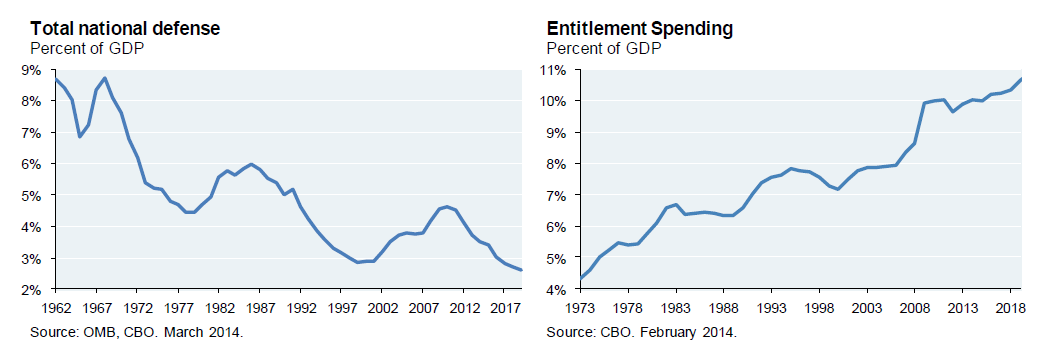 Total national defense
Percent of GDP
9%
8%
7%
6%
5%
4%
3%
2%
1962 1967 1972 1977 1982 1987 1992 1997 2002 2007 2012 2017
Source: OMB, CBO. March 2014.
Entitlement Spending
Percent of GDP
11%
10%
9%
8%
7%
6%
5%
4%
1973 1978 1983 1988 1993 1998 2003 2008 2013 2018
Source: CBO. February 2014.